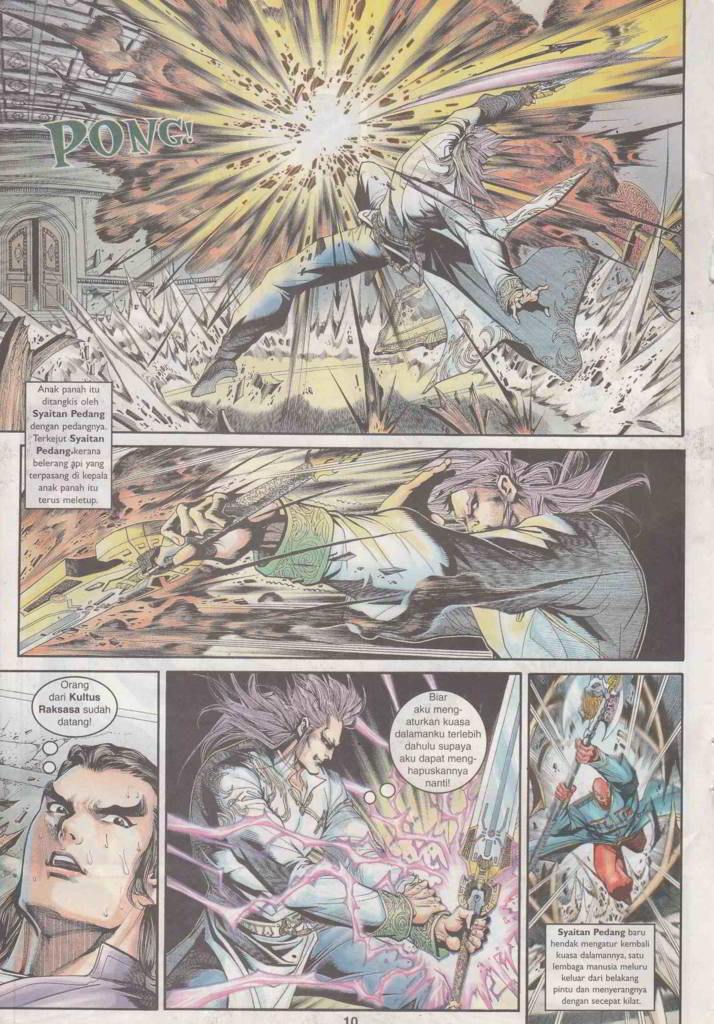 PONG!
Anak panah itu
ditangkis oleh
Syaitan Pedang
dengan pedangnya.
Terkejut Syaitan
Pedang,kerana
belerang api yang
terpasang di kepala
anak panah itu
terus meletup.
Orang
dari Kultus
Raksasa sudah
datang!
Biar
aku meng-
aturkan kuasa
dalamanku terlebih
dahulu supaya
aku dapat meng-
hapuskannya
nanti!
Syaitan Pedang baru
hendak mengatur kembali
kuasa dalamannya, satu
lembaga manusia meluru
keluar dari belakang
pintu dan menyerangnya
dengan secepat kilat.
10